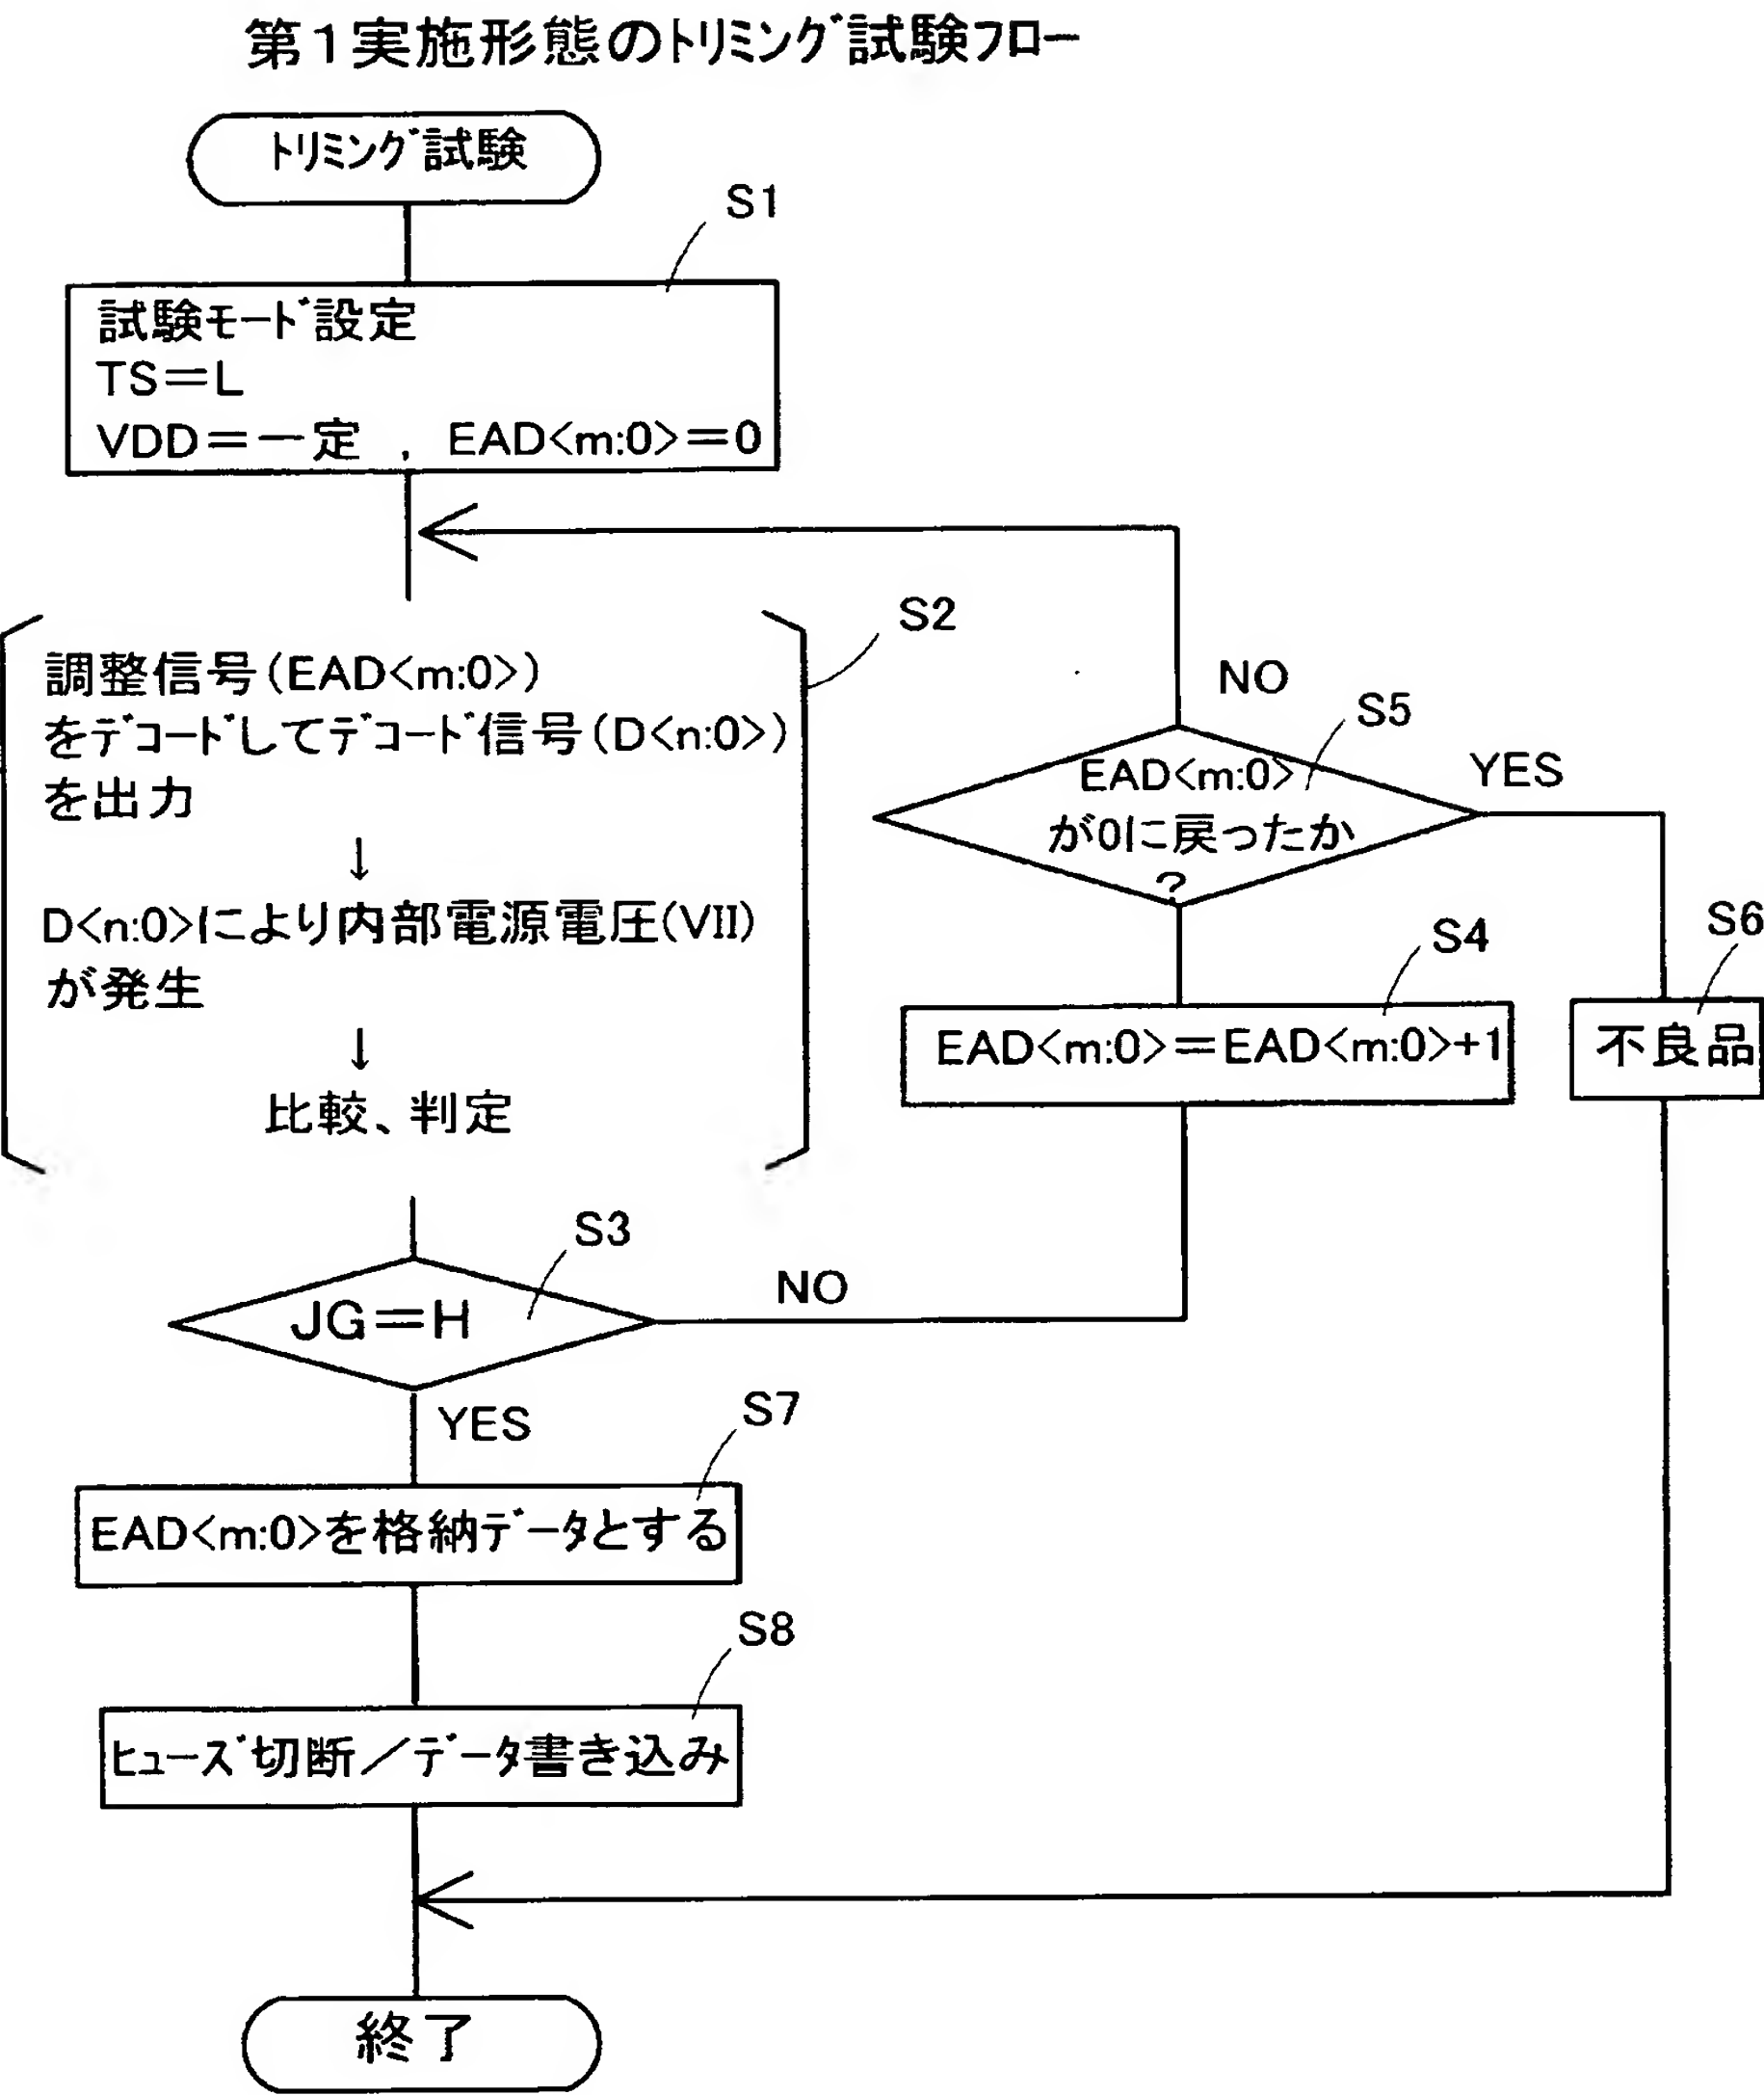 第1実施形態のトリミング試験フロー
トリミング試験
S1
試験モード設定
TS=L
VDD=一定 , EAD<m:0>=0
S2
調整信号(EAD<m:0>)
をデコードしてデコード信号(D<n:0>)
を出力
↓
D<n:0>により内部電源電圧(VII)
が発生
↓
比較、判定
NO
S5
EAD<m:0>
が0に戻ったか
?
YES
S4
EAD<m:0>=EAD<m:0>+1
S6
不良品
S3
JG=H
NO
YES
S7
EAD<m:0>を格納データとする
S8
ヒューズ切断/データ書き込み
終了